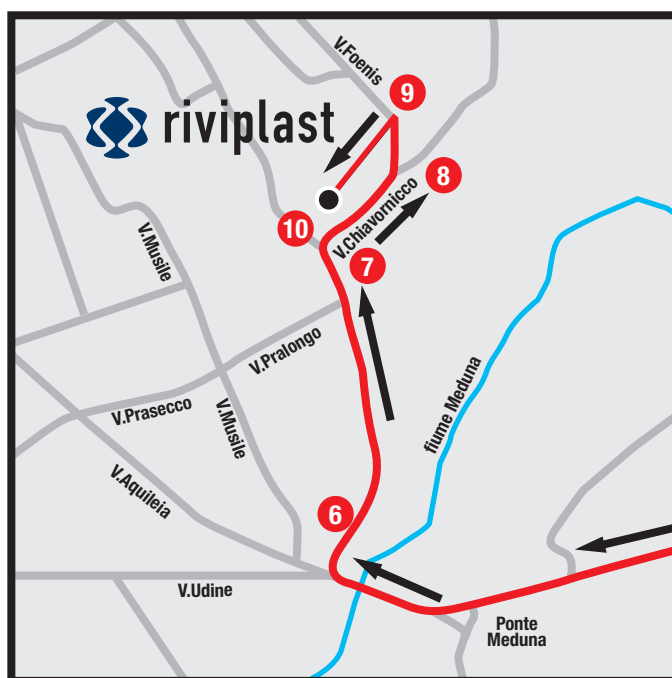 V.Foenis
9
riviplast
8
V.Chiavornicco
10
7
V.Musile
V.Pralongo
fiume Meduna
V.Prasecco
V.Musile
V.Aquileia
6
V.Udine
Ponte
Meduna